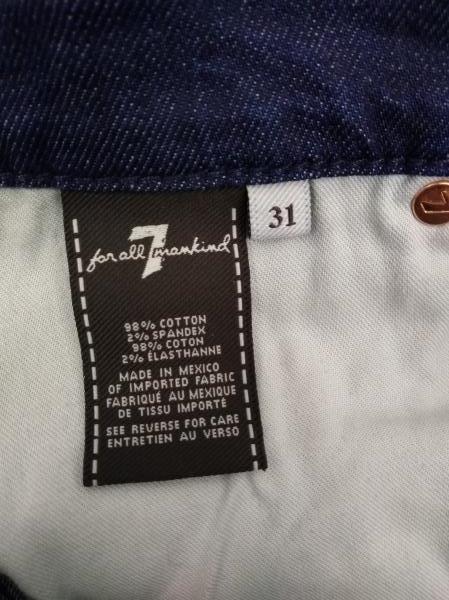 7
for all mankind
31
98% COTTON
2% SPANDEX
98% COTON
2% ÉLASTHANNE
MADE IN MEXICO
OF IMPORTED FABRIC
FABRIQUÉ AU MEXIQUE
DE TISSU IMPORTÉ
SEE REVERSE FOR CARE
ENTRETIEN AU VERSO
7